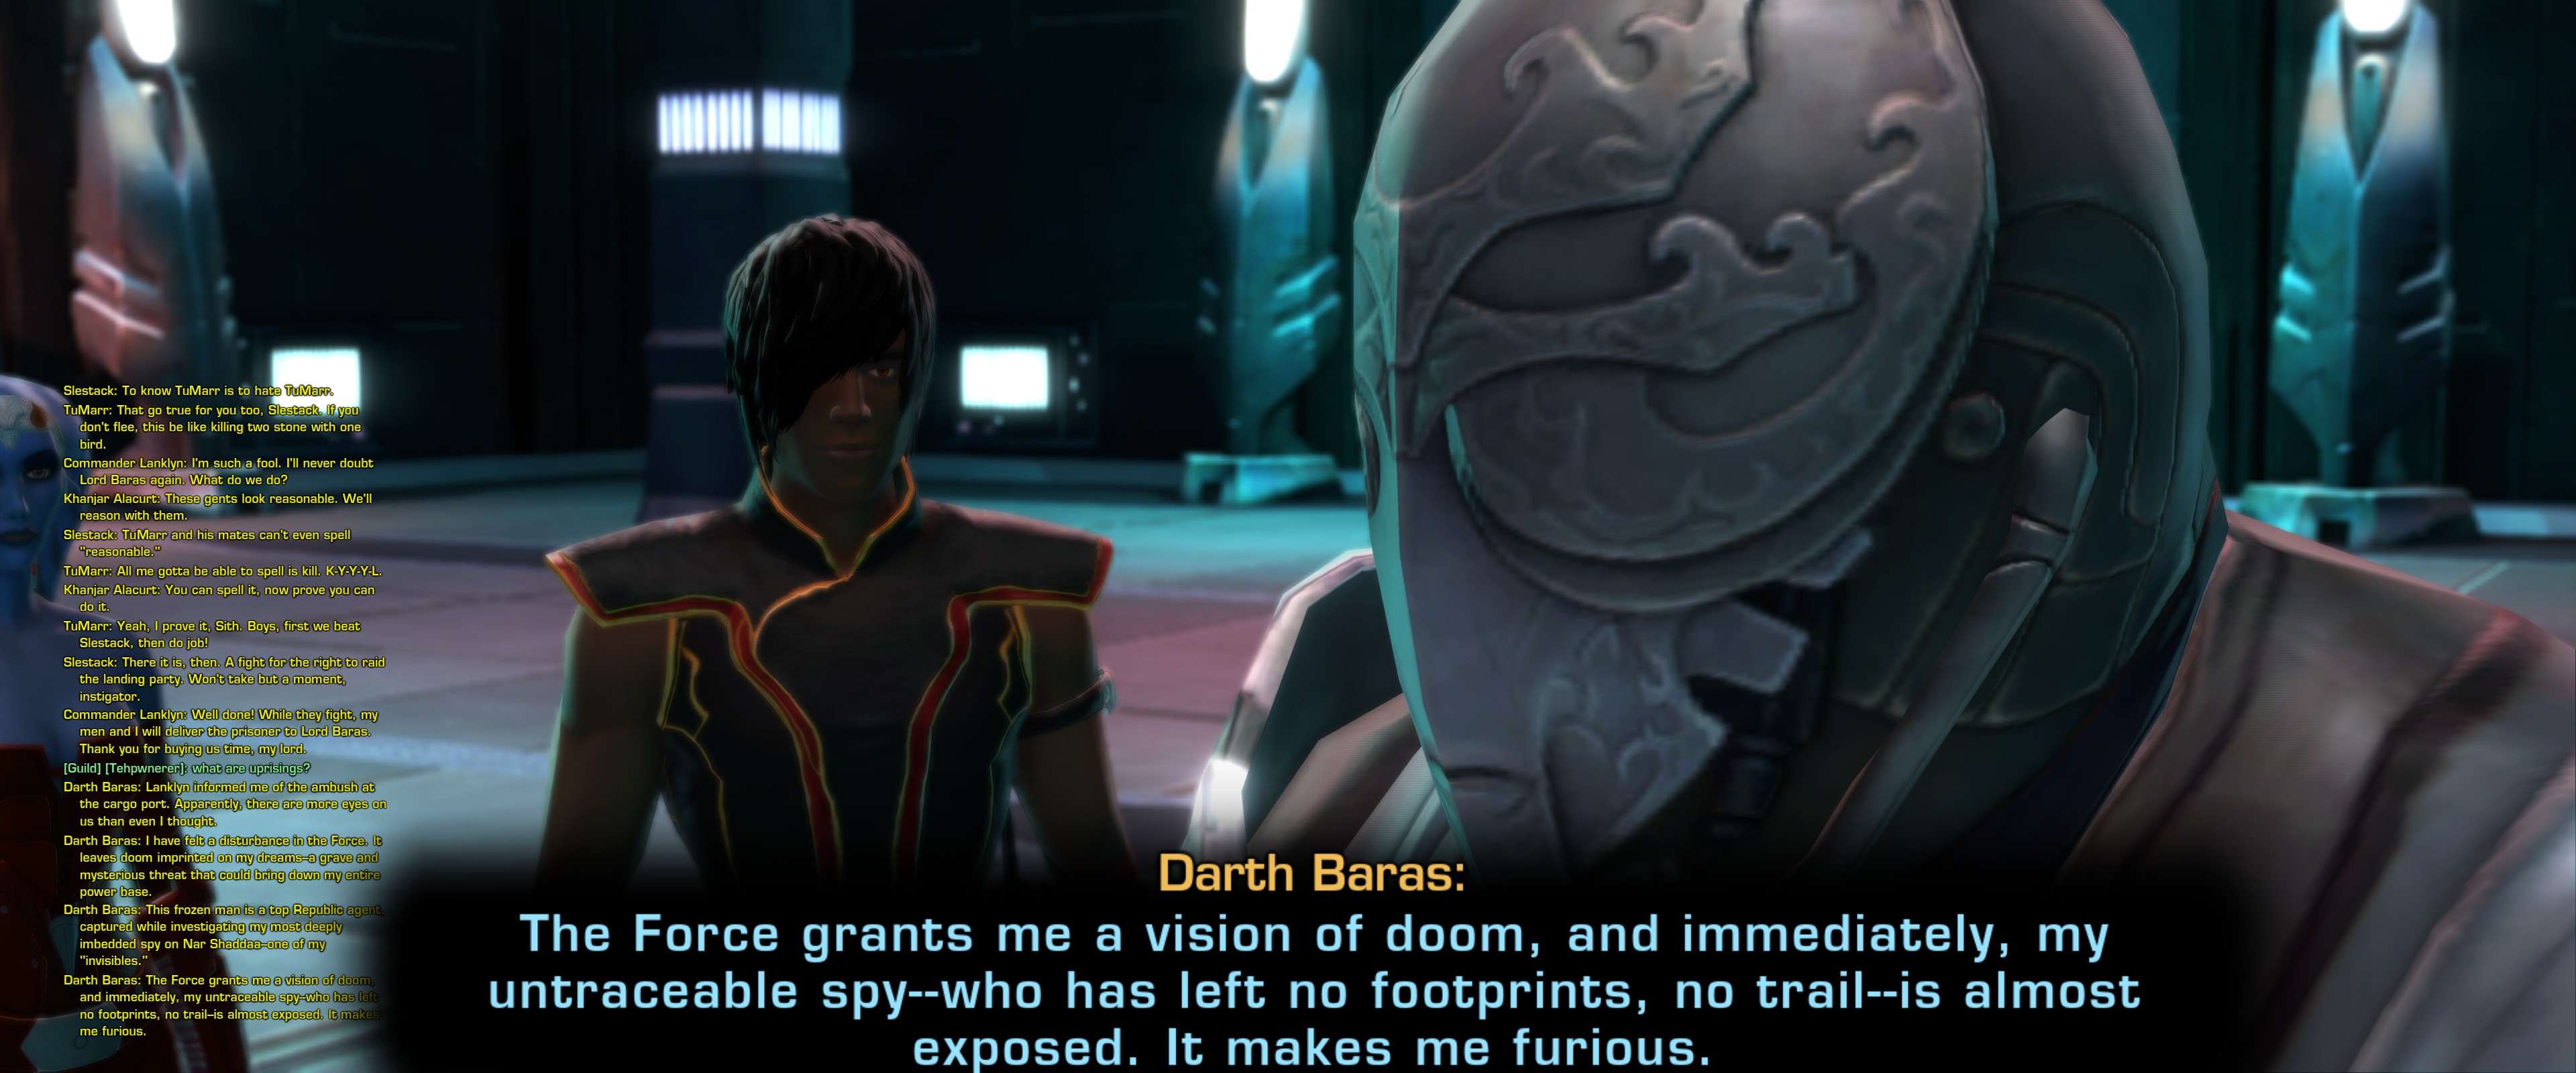 Slestack: To know TuMarr is to hate TuMarr.
TuMarr: That go true for you too, Slestack. If you
don't flee, this be like killing two stone with one
bird.
Commander Lanklyn: I'm such a fool. I'll never doubt
Lord Baras again. What do we do?
Khanjar Alacurt: These gents look reasonable. We'll
reason with them.
Slestack: TuMarr and his mates can't even spell
"reasonable."
TuMarr: All me gotta be able to spell is kill. K-Y-Y-Y-L.
Khanjar Alacurt: You can spell it, now prove you can
do it.
TuMarr: Yeah, I prove it, Sith. Boys, first we beat
Slestack, then do job!
Slestack: There it is, then. A fight for the right to raid
the landing party. Won't take but a moment,
instigator.
Commander Lanklyn: Well done! While they fight, my
men and I will deliver the prisoner to Lord Baras.
Thank you for buying us time, my lord.
[Guild] [Tehpwnerer]: what are uprisings?
Darth Baras: Lanklyn informed me of the ambush at
the cargo port. Apparently, there are more eyes on
us than even I thought.
Darth Baras: I have felt a disturbance in the Force. It
leaves doom imprinted on my dreams--a grave and
mysterious threat that could bring down my entire
power base.
Darth Baras: This frozen man is a top Republic agent,
captured while investigating my most deeply
imbedded spy on Nar Shaddaa--one of my
"invisibles."
Darth Baras: The Force grants me a vision of doom,
and immediately, my untraceable spy--who has left
no footprints, no trail--is almost exposed. It makes
me furious.
Darth Baras:
The Force grants me a vision of doom, and immediately, my
untraceable spy--who has left no footprints, no trail--is almost
exposed. It makes me furious.